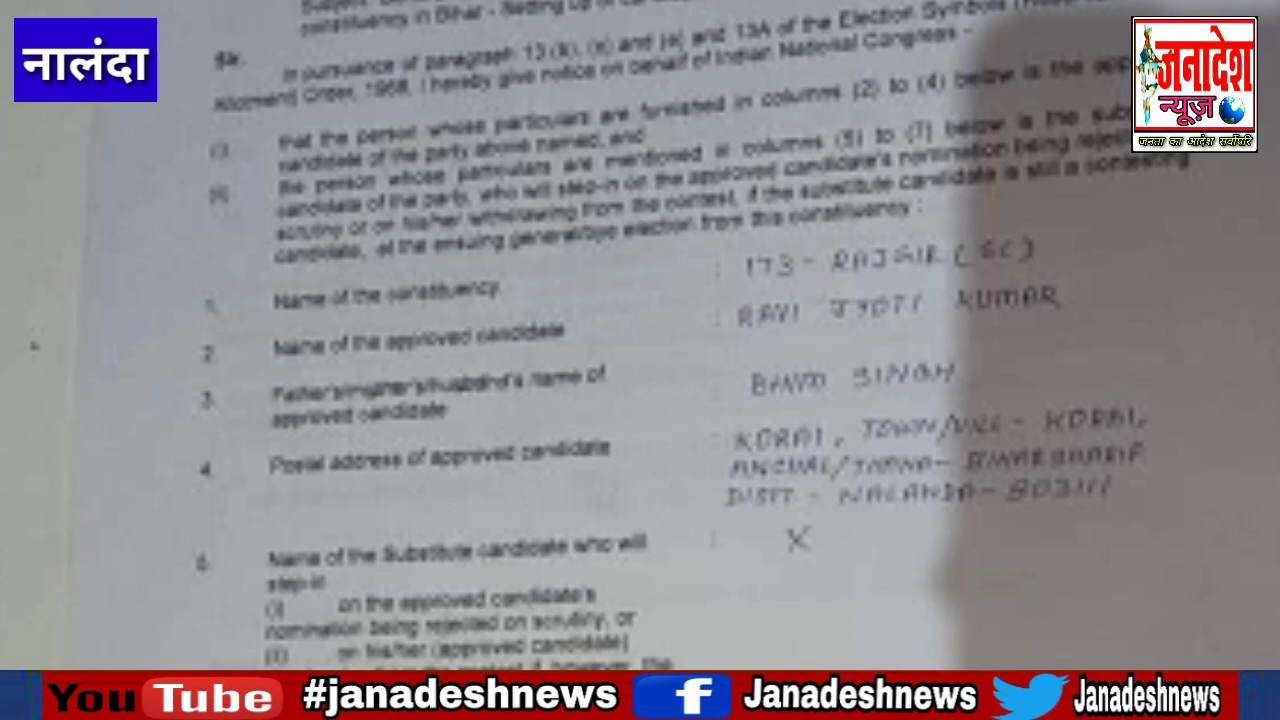 नालंदा
जनादेश
न्यूज़
जनता का आदेश सर्वोपरि
constituency in Bihar - Setting up of
Sir,
In pursuance of paragraph 13 (b), (c) and (e) and 13A of the Election Symbols
Allotment) Order, 1968, I hereby give notice on behalf of Indian National Congress -
(i) that the person whose particulars are furnished in columns (2) to (4) below is the
candidate of the party and
(ii) the person whose particulars are mentioned in columns (5) to (7) below is the
candidate of the party, who will step-in on the approved candidate's nomination being
scrutiny or on his/her withdrawing from the contest, if the substitute candidate is still a contesting
candidate, at the ensuing general/bye election from this constituency :
1. Name of the constituency : 173 - RAJGIR (SC)
2. Name of the approved candidate : RAVI JYOTI KUMAR
3. Father's/mother's/husband's name of : SINGH
approved candidate
4. Postal address of approved candidate : KORAI, TOWN/VILL - KORAI,
ANCHAL/THANA - BIHARSHARIF
DISTT - NALANDA - 803111
5. Name of the Substitute candidate who will : X
step-in
(i) on the approved candidate's
nomination being rejected on scrutiny, or
(ii) on his/her (approved candidate)
YouTube #janadeshnews f Janadeshnews Janadeshnews